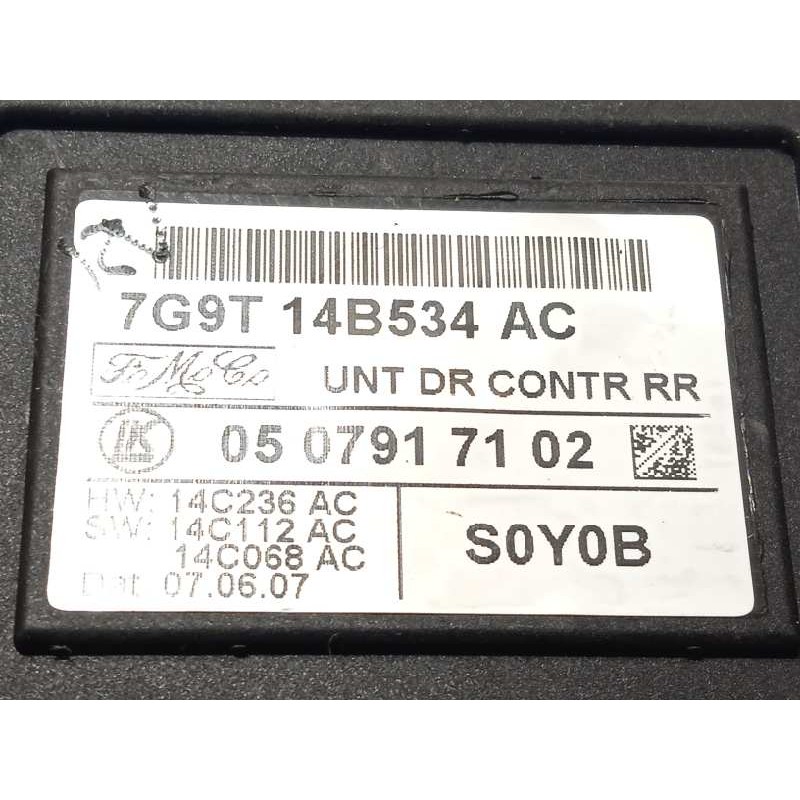 7G9T 14B534 AC
FoMoCo
UNT DR CONTR RR
05 0791 71 02
HW: 14C236 AC
SW: 14C112 AC
14C068 AC
Dat 07.06.07
S0Y0B